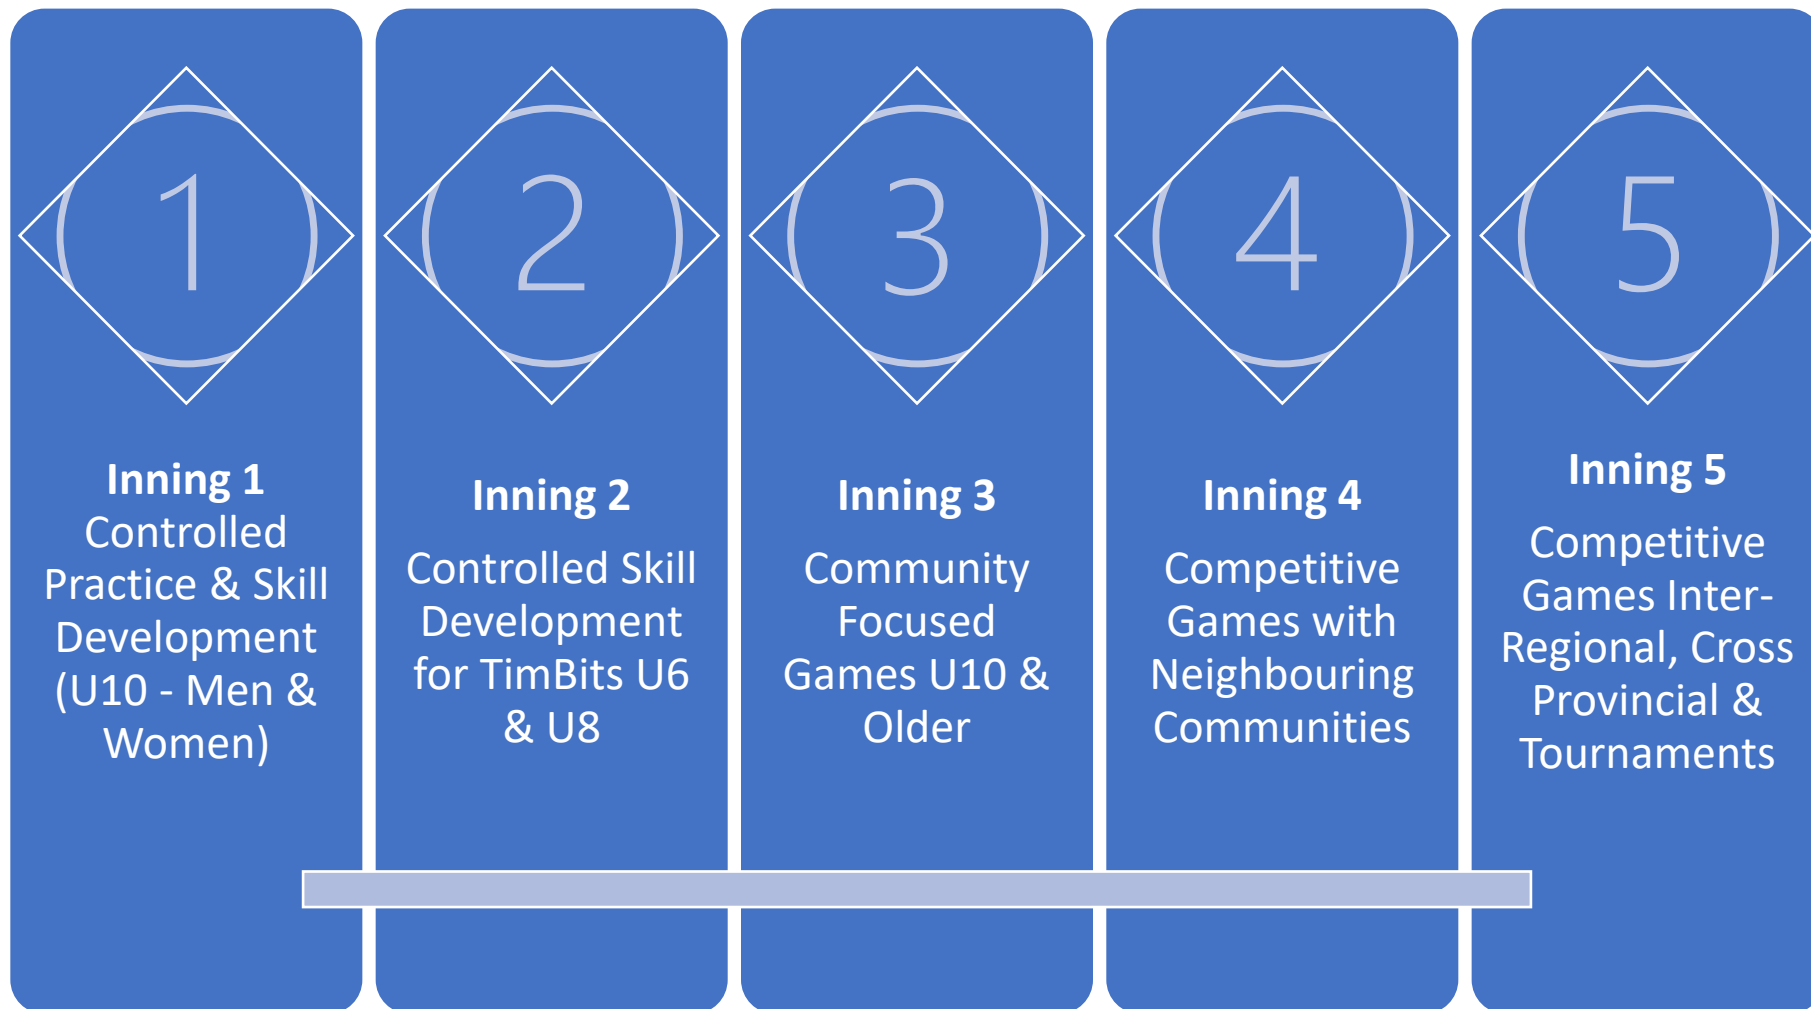 1
Inning 1
Controlled
Practice & Skill
Development
(U10 - Men &
Women)
2
Inning 2
Controlled Skill
Development
for TimBits U6
& U8
3
Inning 3
Community
Focused
Games U10 &
Older
4
Inning 4
Competitive
Games with
Neighbouring
Communities
5
Inning 5
Competitive
Games Inter-
Regional, Cross
Provincial &
Tournaments